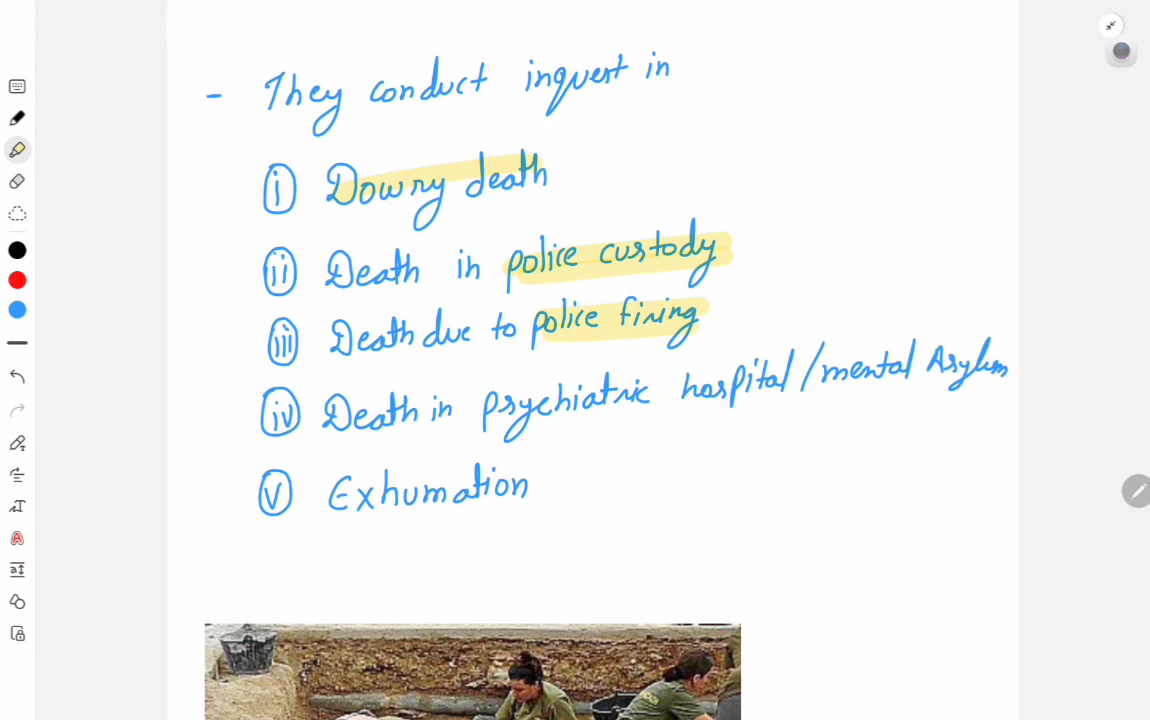 - They conduct inquest in
(i) Dowry death
(ii) Death in police custody
(iii) Death due to police firing
(iv) Death in psychiatric hospital/mental Asylum
(v) Exhumation